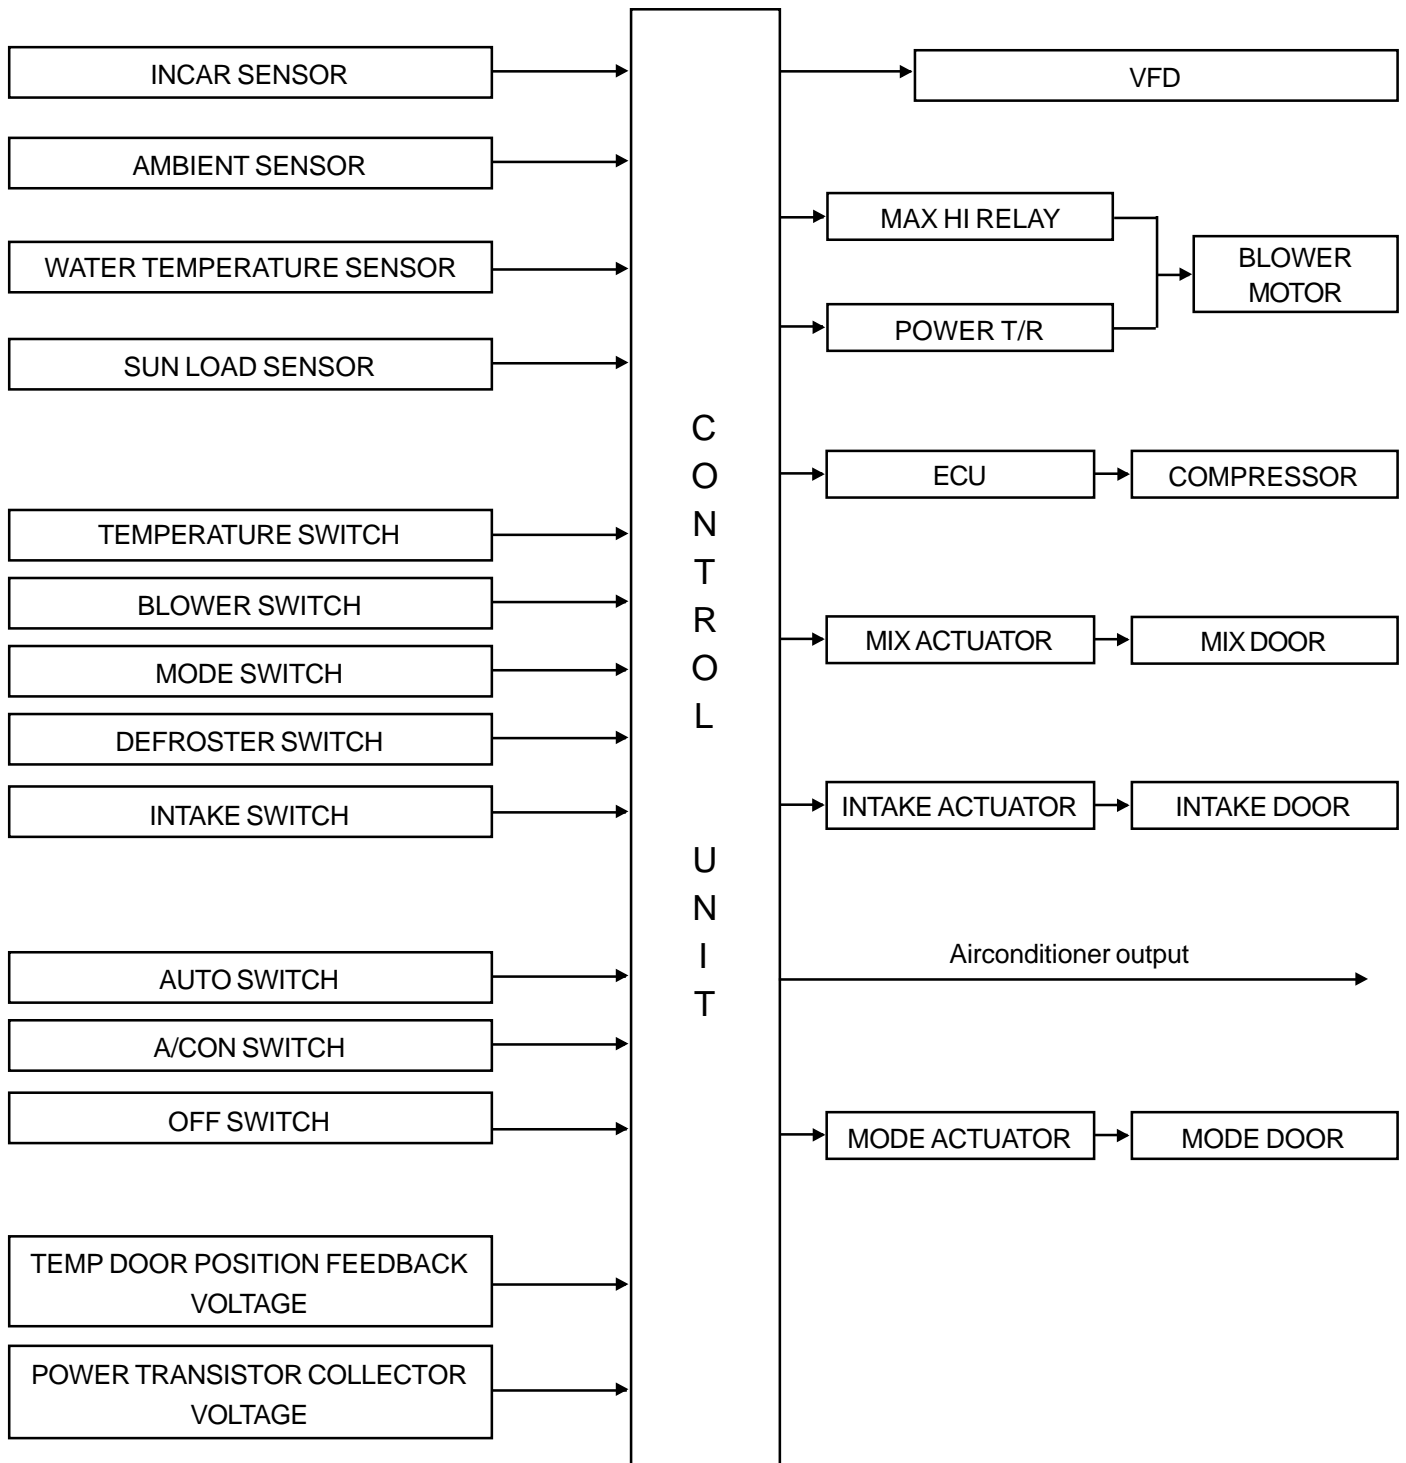 INCAR SENSOR
AMBIENT SENSOR
WATER TEMPERATURE SENSOR
SUN LOAD SENSOR
TEMPERATURE SWITCH
BLOWER SWITCH
MODE SWITCH
DEFROSTER SWITCH
INTAKE SWITCH
AUTO SWITCH
A/CON SWITCH
OFF SWITCH
TEMP DOOR POSITION FEEDBACK
VOLTAGE
POWER TRANSISTOR COLLECTOR
VOLTAGE
CONTROL UNIT
VFD
MAX HI RELAY
POWER T/R
BLOWER
MOTOR
ECU
COMPRESSOR
MIX ACTUATOR
MIX DOOR
INTAKE ACTUATOR
INTAKE DOOR
Airconditioner output
MODE ACTUATOR
MODE DOOR